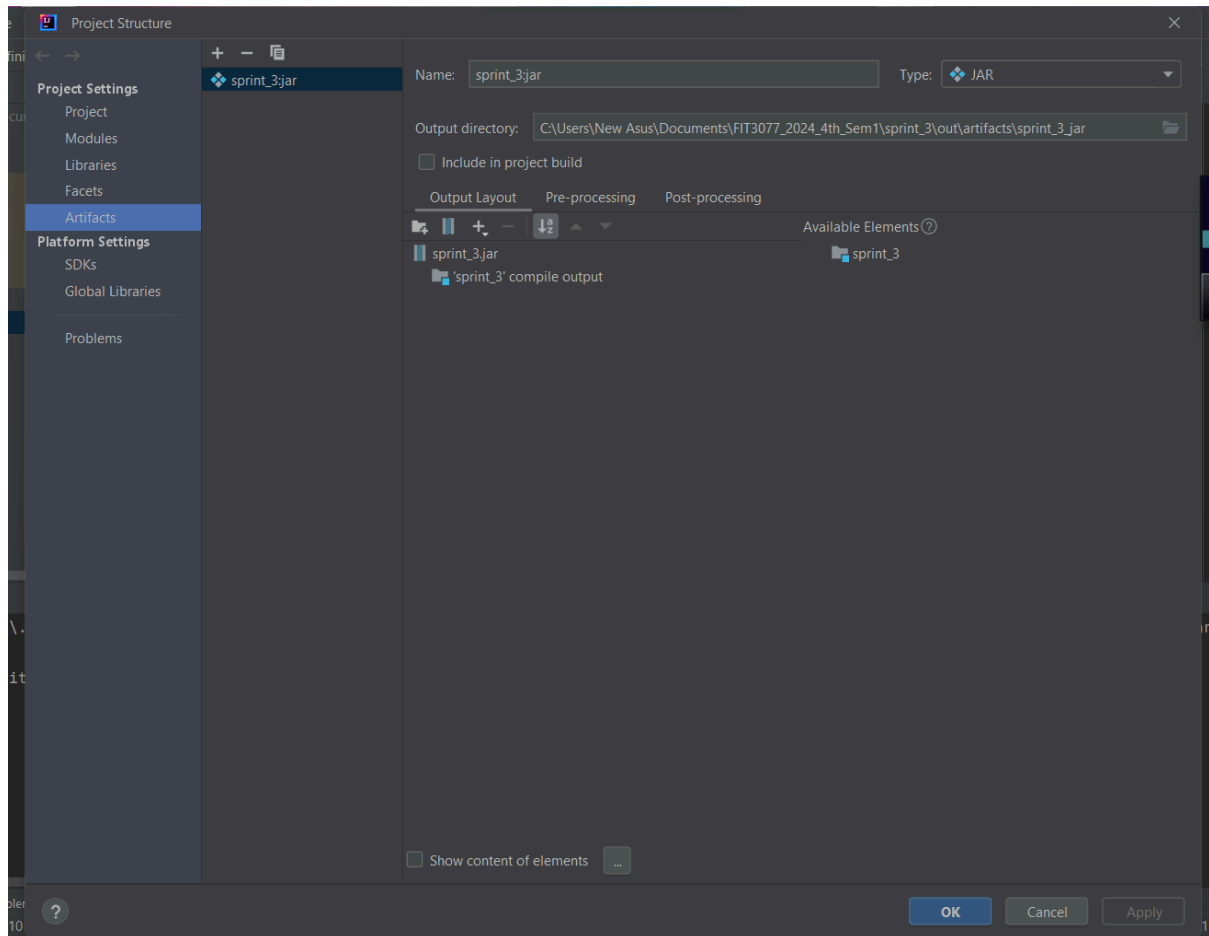 Project Structure
Project Settings
Project
Modules
Libraries
Facets
Artifacts
Platform Settings
SDKs
Global Libraries
Problems
sprint_3:jar
Name: sprint_3:jar Type: JAR
Output directory: C:\Users\New Asus\Documents\FIT3077_2024_4th_Sem1\sprint_3\out\artifacts\sprint_3_jar
Include in project build
Output Layout Pre-processing Post-processing
Available Elements
sprint_3.jar
'sprint_3' compile output
sprint_3
Show content of elements ...
? OK Cancel Apply